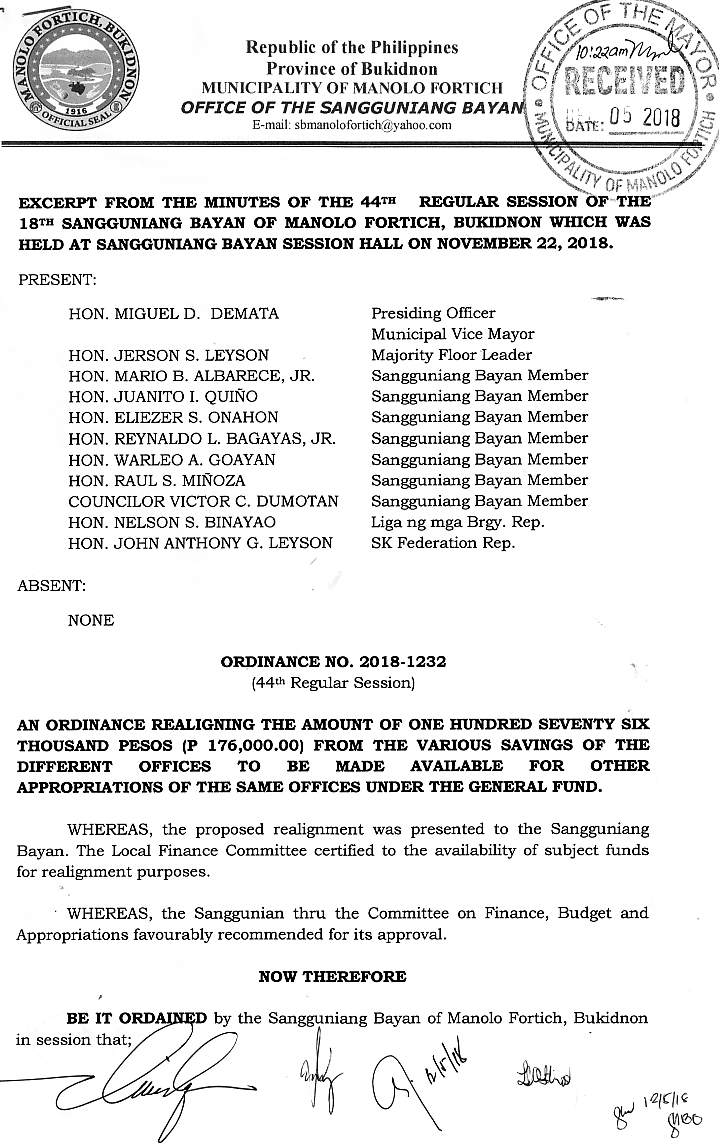 MANOLO FORTICH, BUKIDNON
1916
OFFICIAL SEAL
Republic of the Philippines
Province of Bukidnon
MUNICIPALITY OF MANOLO FORTICH
OFFICE OF THE SANGGUNIANG BAYAN
E-mail: sbmanolofortich@yahoo.com
OFFICE OF THE MAYOR
10:22am
RECEIVED
DATE: 05 2018
MUNICIPALITY OF MANOLO FORTICH
EXCERPT FROM THE MINUTES OF THE 44TH REGULAR SESSION OF THE
18TH SANGGUNIANG BAYAN OF MANOLO FORTICH, BUKIDNON WHICH WAS
HELD AT SANGGUNIANG BAYAN SESSION HALL ON NOVEMBER 22, 2018.
PRESENT:
HON. MIGUEL D. DEMATA Presiding Officer
Municipal Vice Mayor
HON. JERSON S. LEYSON Majority Floor Leader
HON. MARIO B. ALBARECE, JR. Sangguniang Bayan Member
HON. JUANITO I. QUIÑO Sangguniang Bayan Member
HON. ELIEZER S. ONAHON Sangguniang Bayan Member
HON. REYNALDO L. BAGAYAS, JR. Sangguniang Bayan Member
HON. WARLEO A. GOAYAN Sangguniang Bayan Member
HON. RAUL S. MIÑOZA Sangguniang Bayan Member
COUNCILOR VICTOR C. DUMOTAN Sangguniang Bayan Member
HON. NELSON S. BINAYAO Liga ng mga Brgy. Rep.
HON. JOHN ANTHONY G. LEYSON SK Federation Rep.
ABSENT:
NONE
ORDINANCE NO. 2018-1232
(44th Regular Session)
AN ORDINANCE REALIGNING THE AMOUNT OF ONE HUNDRED SEVENTY SIX
THOUSAND PESOS (P 176,000.00) FROM THE VARIOUS SAVINGS OF THE
DIFFERENT OFFICES TO BE MADE AVAILABLE FOR OTHER
APPROPRIATIONS OF THE SAME OFFICES UNDER THE GENERAL FUND.
WHEREAS, the proposed realignment was presented to the Sangguniang
Bayan. The Local Finance Committee certified to the availability of subject funds
for realignment purposes.
WHEREAS, the Sanggunian thru the Committee on Finance, Budget and
Appropriations favourably recommended for its approval.
NOW THEREFORE
BE IT ORDAINED by the Sangguniang Bayan of Manolo Fortich, Bukidnon
in session that;
12/5/18
12/5/18